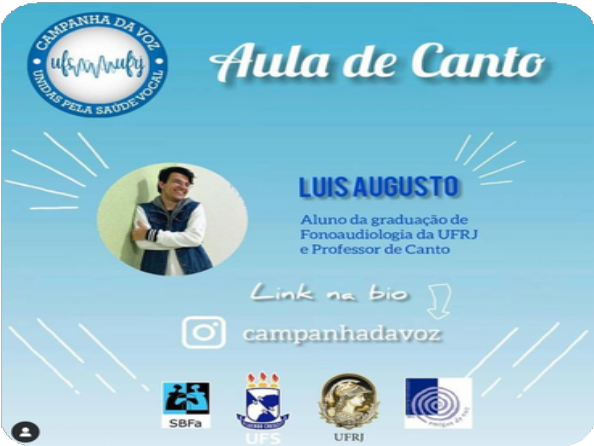 CAMPANHA DA VOZ
ufs ufrj
UNIDAS PELA SAÚDE VOCAL
Aula de Canto
LUIS AUGUSTO
Aluno da graduação de
Fonoaudiologia da UFRJ
e Professor de Canto
Link na bio
campanhadavoz
SBFa
UFS
UFRJ